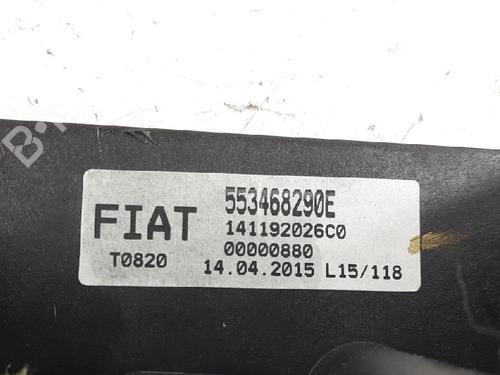 B-
FIAT
T0820
553468290E
141192026C0
00000880
14.04.2015 L15/118